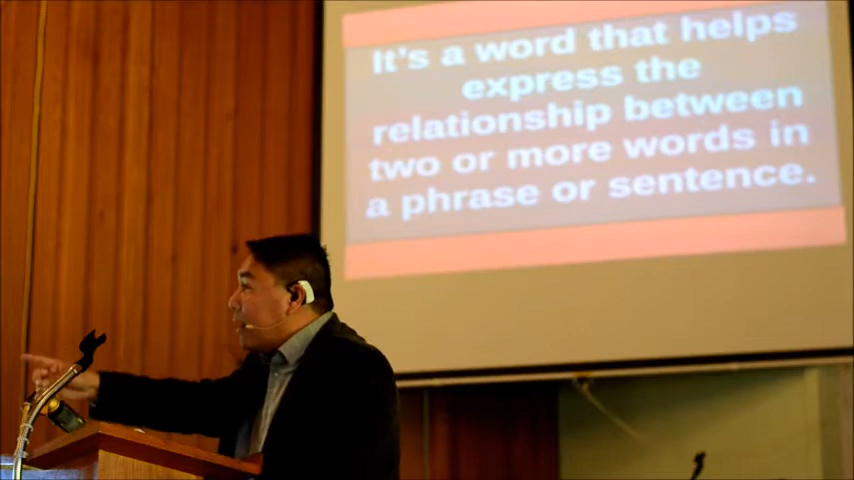 It's a word that helps
express the
relationship between
two or more words in
a phrase or sentence.